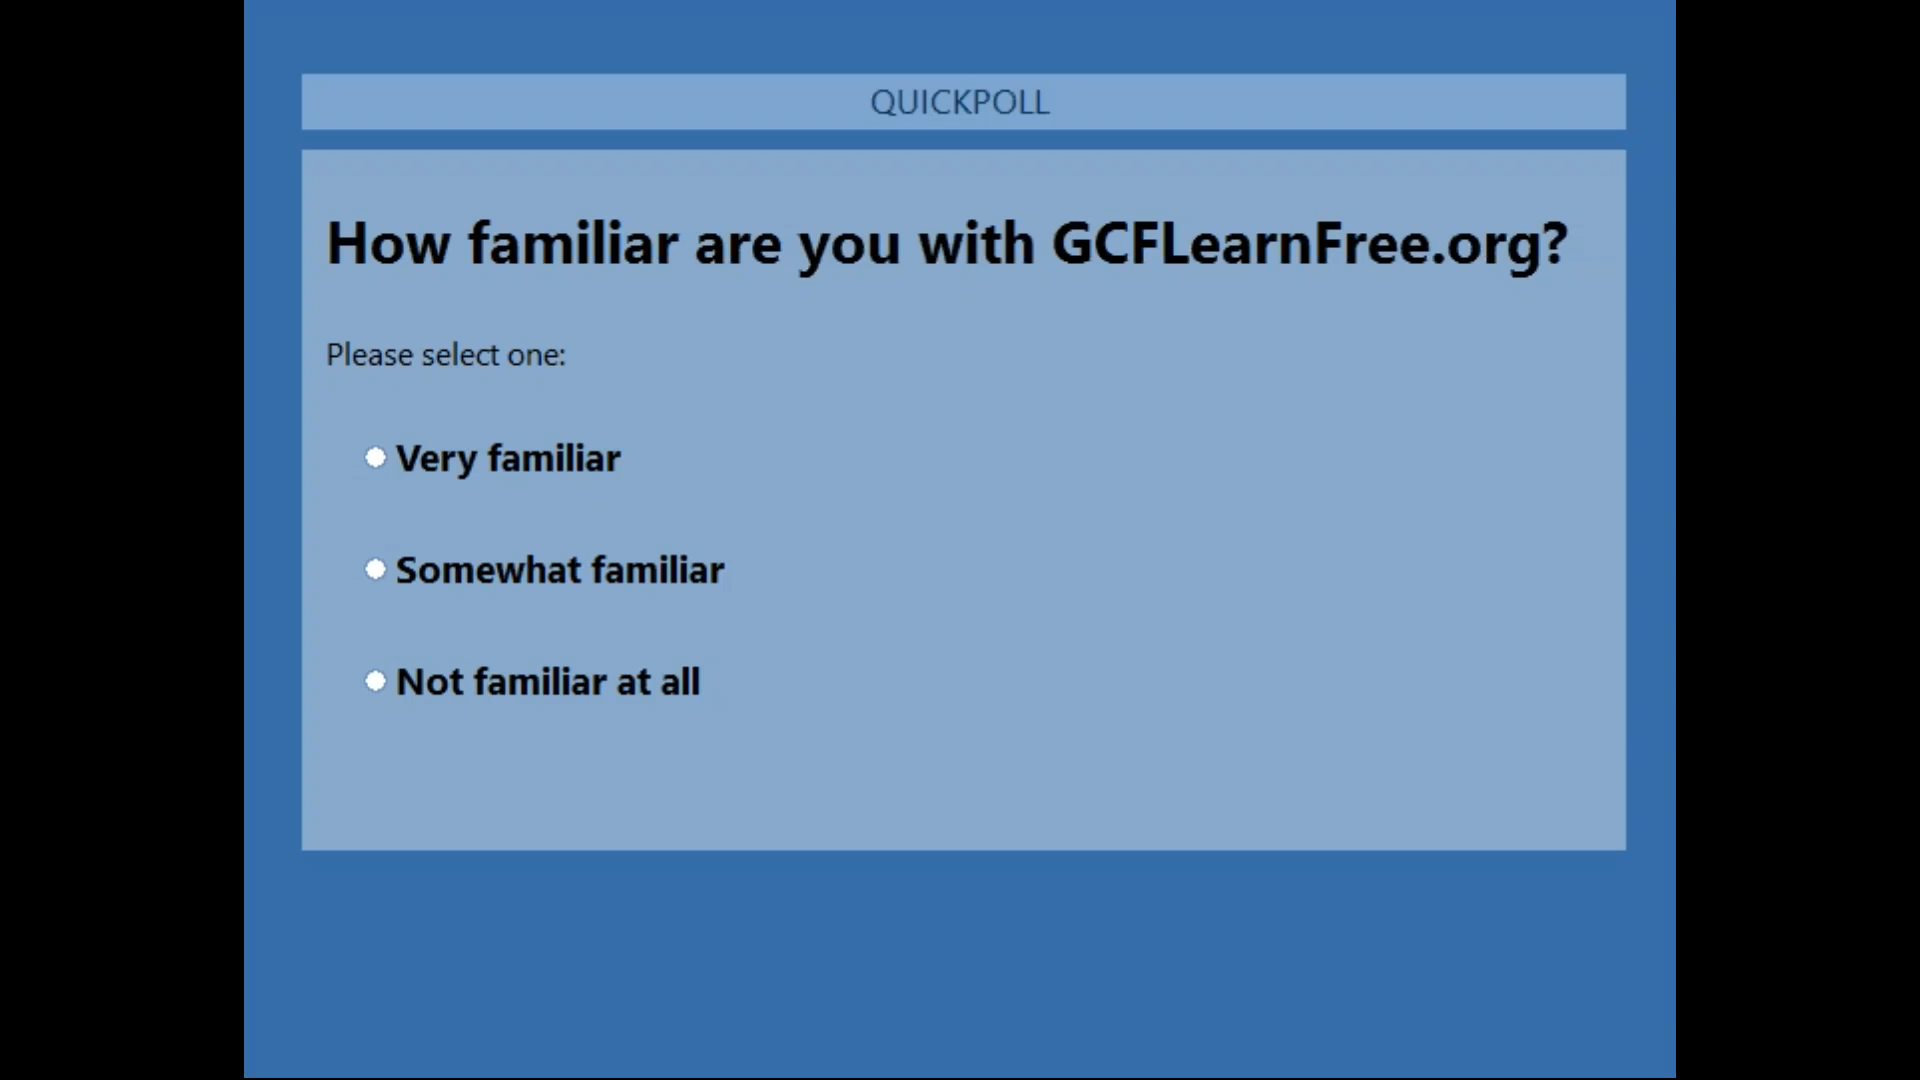 QUICKPOLL
How familiar are you with GCFLearnFree.org?
Please select one:
Very familiar
Somewhat familiar
Not familiar at all